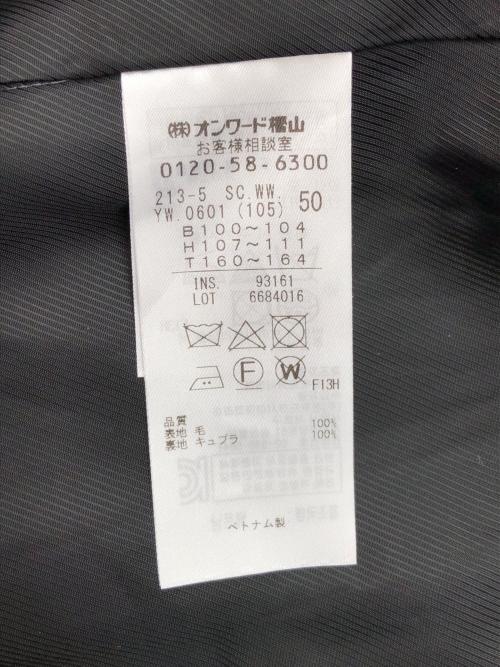 (株)オンワード樫山
お客様相談室
0120-58-6300
213-5 SC.WW.
YW.0601 (105) 50
B100～104
H107～111
T160～164
INS. 93161
LOT 6684016
F W F13H
品質
表地 毛 100%
裏地 キュプラ 100%
ベトナム製